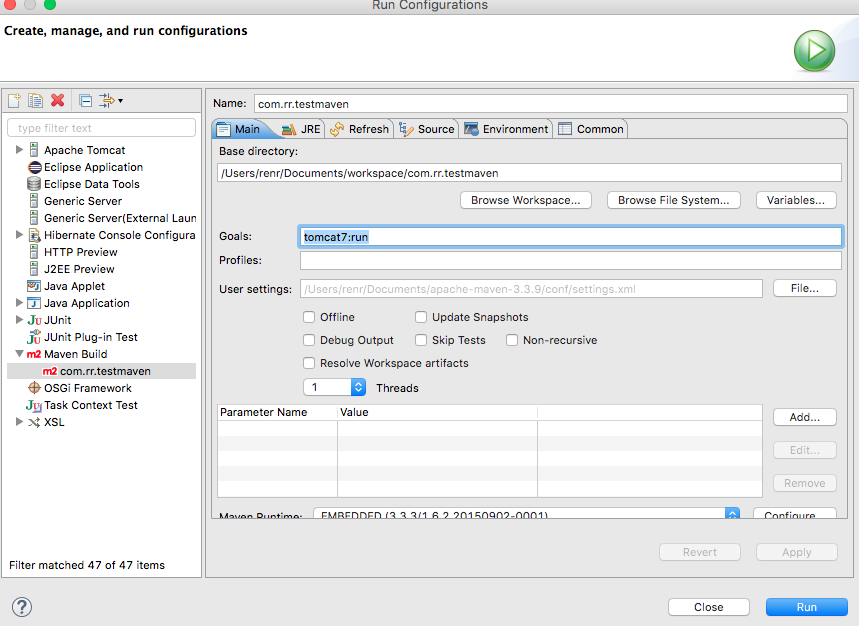 Run Configurations
Create, manage, and run configurations
type filter text
Apache Tomcat
Eclipse Application
Eclipse Data Tools
Generic Server
Generic Server(External Laun
Hibernate Console Configura
HTTP Preview
J2EE Preview
Java Applet
Java Application
JUnit
JUnit Plug-in Test
Maven Build
com.rr.testmaven
OSGi Framework
Task Context Test
XSL
Filter matched 47 of 47 items
Name: com.rr.testmaven
Main JRE Refresh Source Environment Common
Base directory:
/Users/renr/Documents/workspace/com.rr.testmaven
Browse Workspace... Browse File System... Variables...
Goals: tomcat7:run
Profiles:
User settings: /Users/renr/Documents/apache-maven-3.3.9/conf/settings.xml File...
Offline Update Snapshots
Debug Output Skip Tests Non-recursive
Resolve Workspace artifacts
1 Threads
Parameter Name Value
Add...
Edit...
Remove
Maven Runtime: EMBEDDED (3.3.3/1.6.2.20150902-0001) Configure...
Revert Apply
Close Run